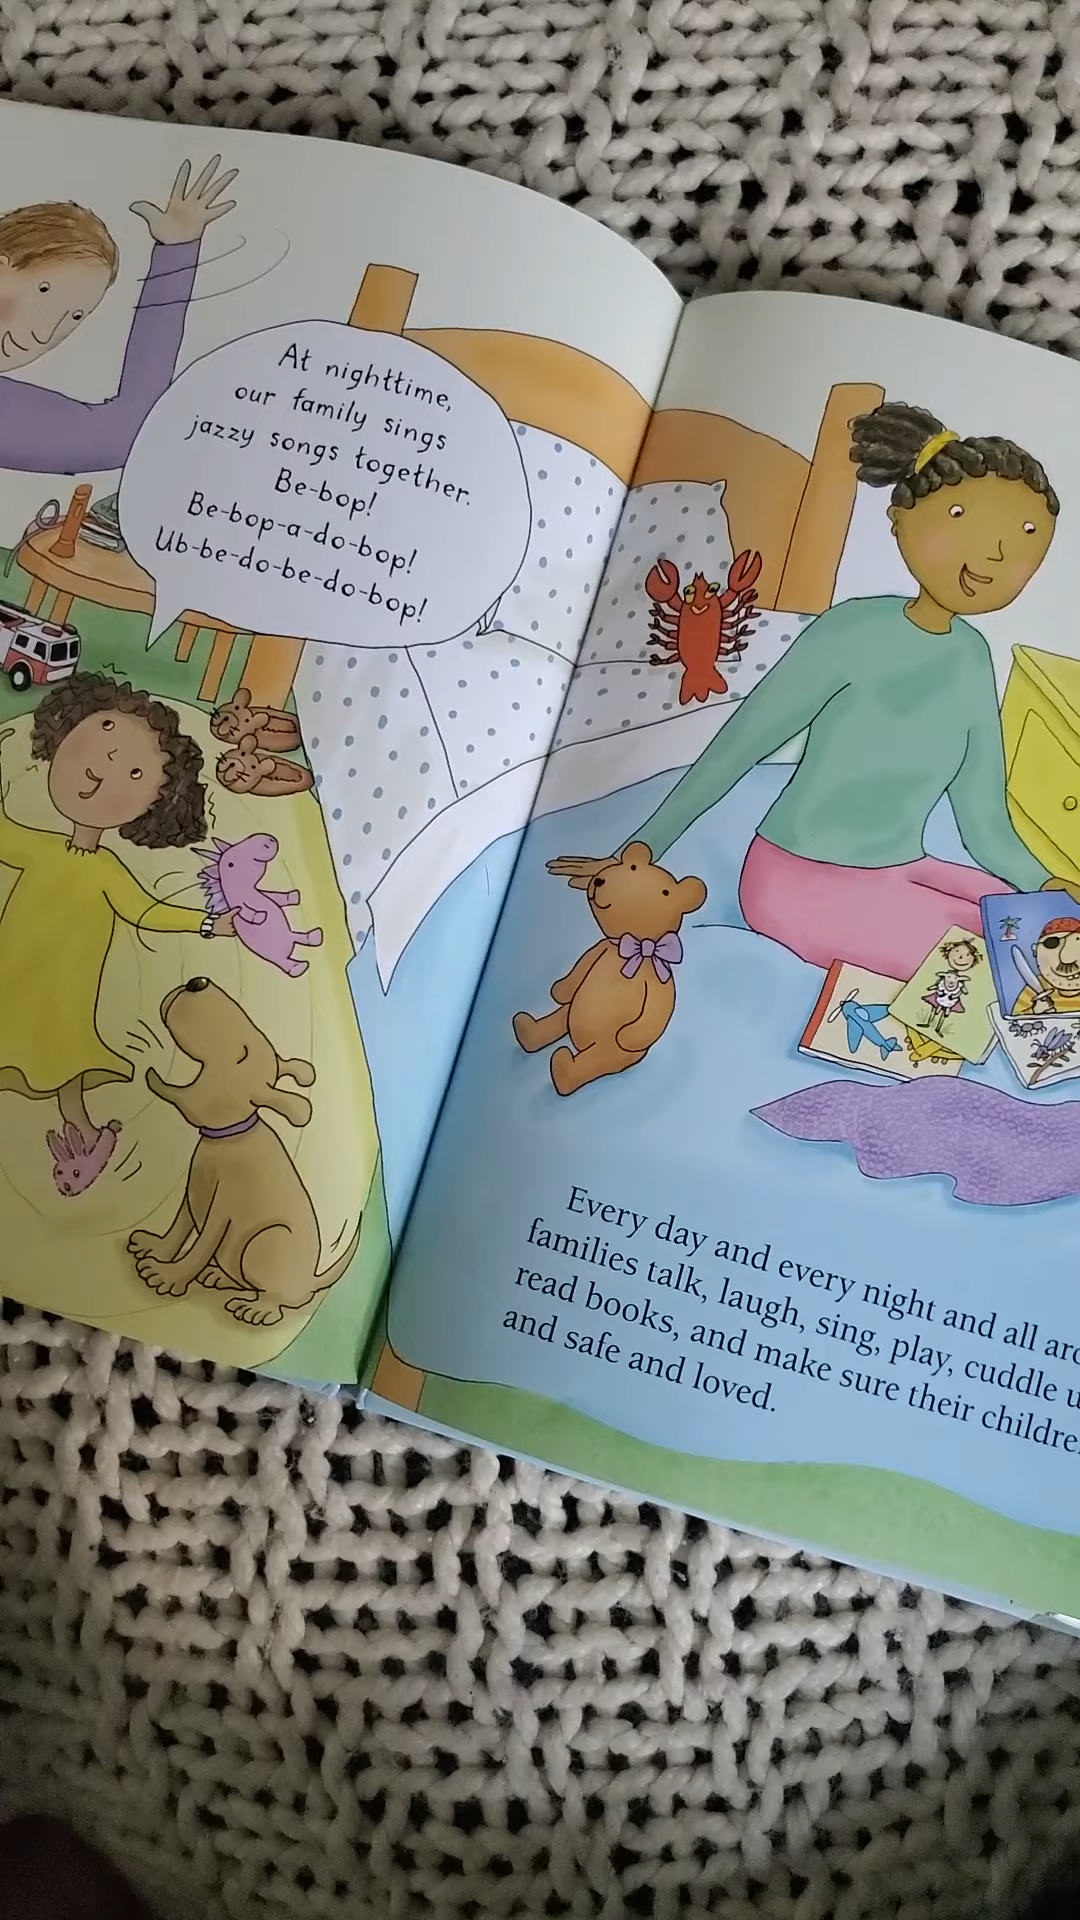 At nighttime,
our family sings
jazzy songs together.
Be-bop!
Be-bop-a-do-bop!
Ub-be-do-be-do-bop!
Every day and every night and all
families talk, laugh, sing, play, cuddle
read books, and make sure their
and safe and loved.